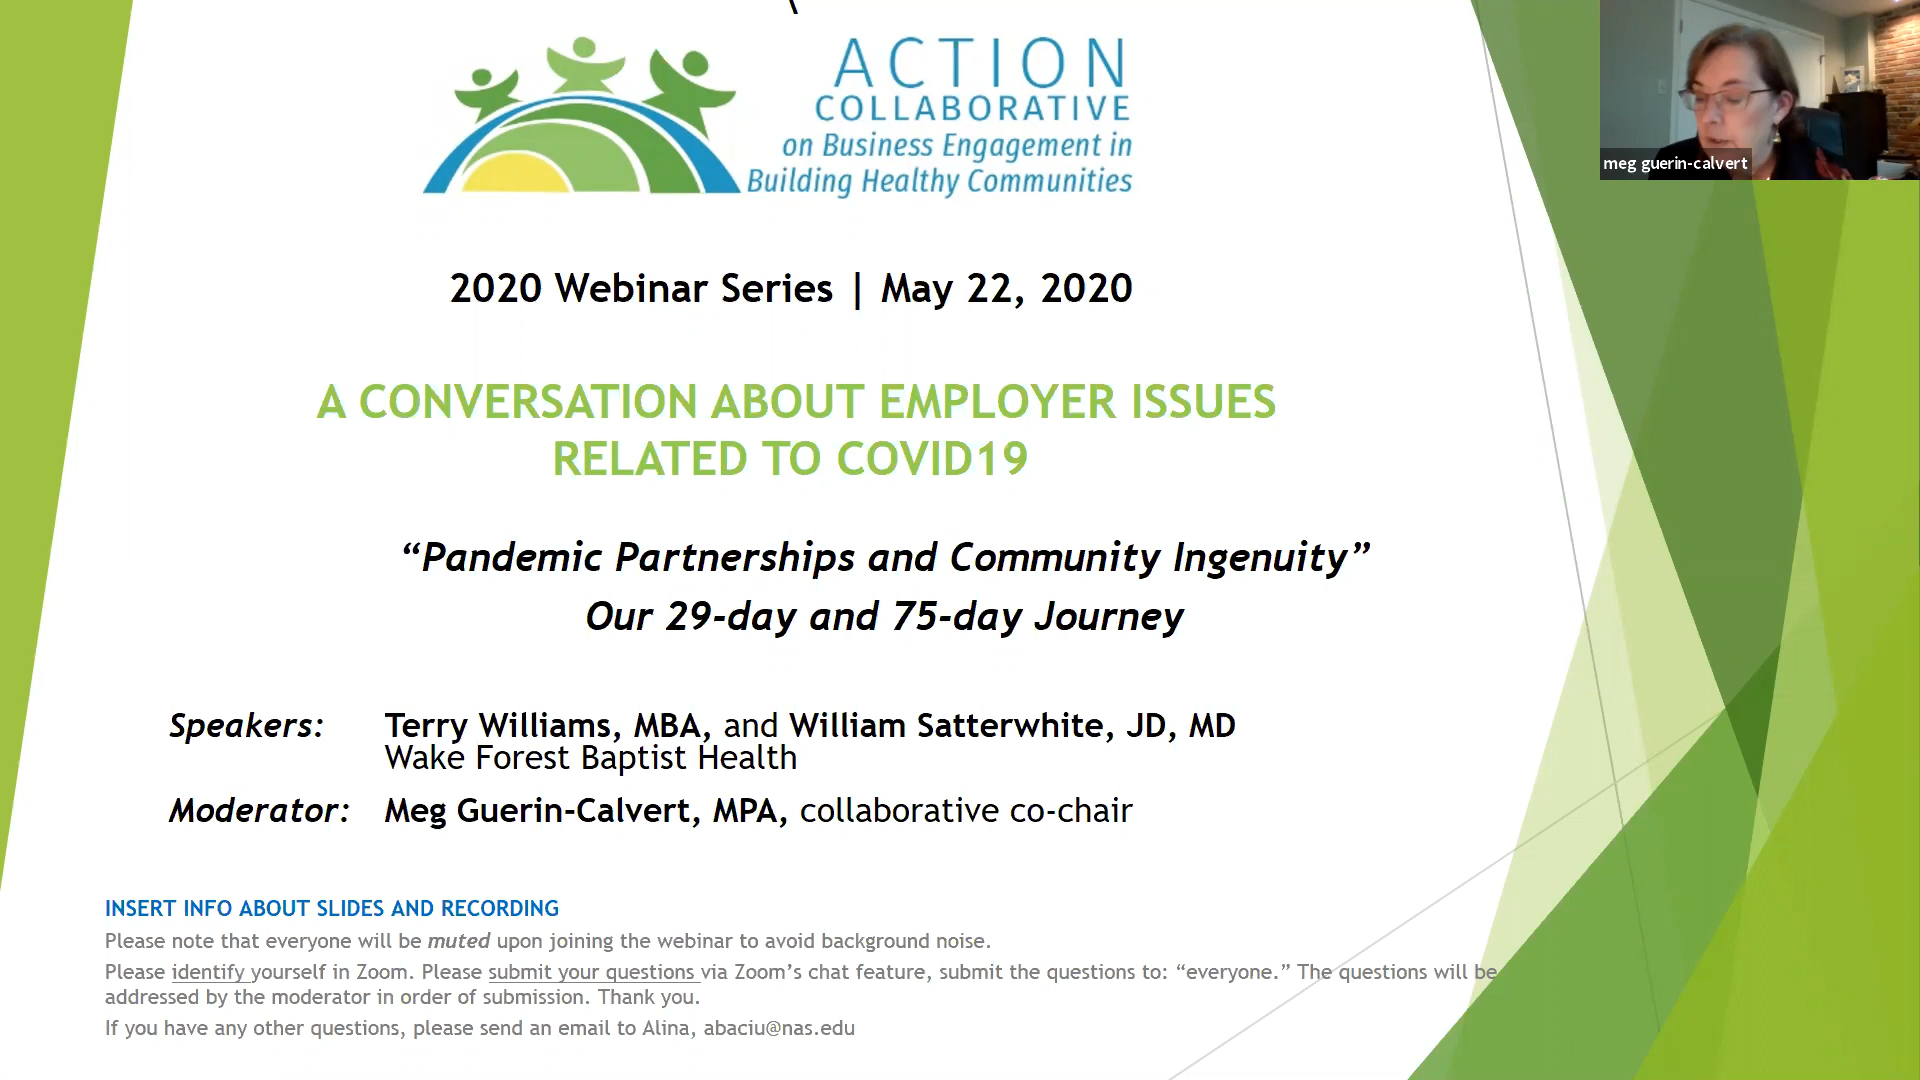 ACTION
COLLABORATIVE
on Business Engagement in
Building Healthy Communities
meg guerin-calvert
2020 Webinar Series | May 22, 2020
A CONVERSATION ABOUT EMPLOYER ISSUES
RELATED TO COVID19
“Pandemic Partnerships and Community Ingenuity”
Our 29-day and 75-day Journey
Speakers: Terry Williams, MBA, and William Satterwhite, JD, MD
Wake Forest Baptist Health
Moderator: Meg Guerin-Calvert, MPA, collaborative co-chair
INSERT INFO ABOUT SLIDES AND RECORDING
Please note that everyone will be muted upon joining the webinar to avoid background noise.
Please identify yourself in Zoom. Please submit your questions via Zoom’s chat feature, submit the questions to: “everyone.” The questions will be
addressed by the moderator in order of submission. Thank you.
If you have any other questions, please send an email to Alina, abaciu@nas.edu